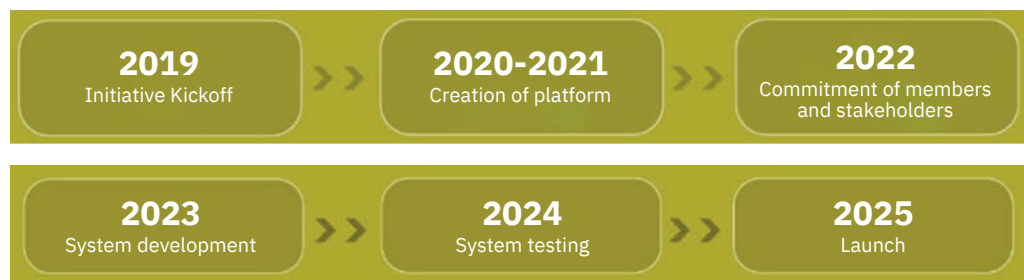 2019
Initiative Kickoff
2020-2021
Creation of platform
2022
Commitment of members
and stakeholders
2023
System development
2024
System testing
2025
Launch